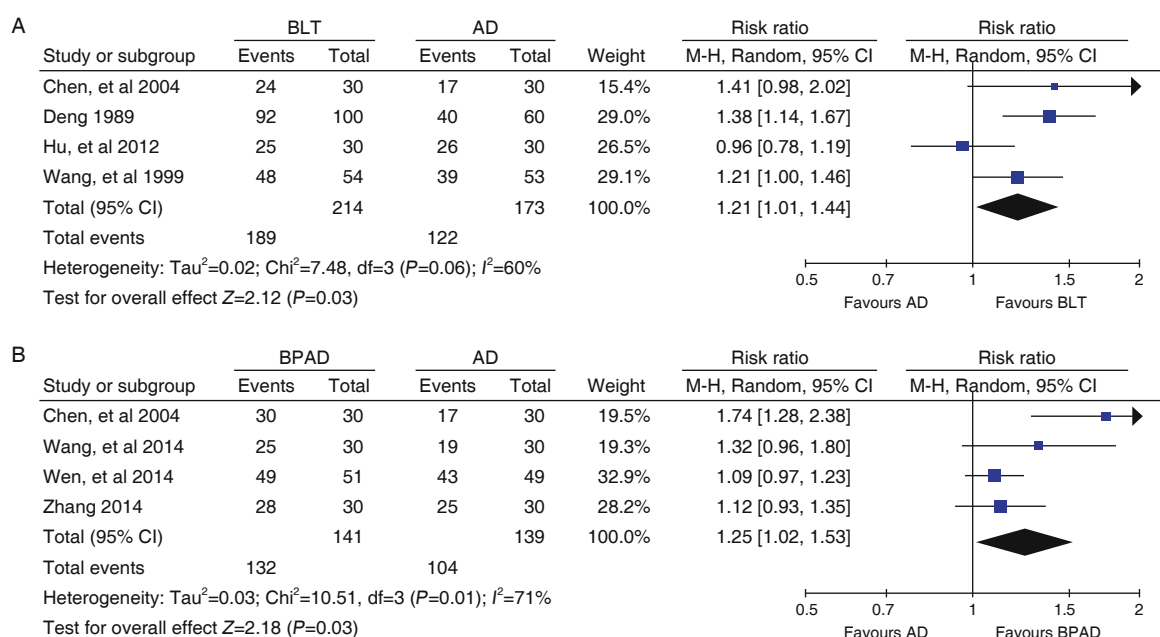 A
BLT AD Risk ratio Risk ratio
Study or subgroup Events Total Events Total Weight M-H, Random, 95% CI M-H, Random, 95% CI
Chen, et al 2004 24 30 17 30 15.4% 1.41 [0.98, 2.02]
Deng 1989 92 100 40 60 29.0% 1.38 [1.14, 1.67]
Hu, et al 2012 25 30 26 30 26.5% 0.96 [0.78, 1.19]
Wang, et al 1999 48 54 39 53 29.1% 1.21 [1.00, 1.46]
Total (95% CI) 214 173 100.0% 1.21 [1.01, 1.44]
Total events 189 122
Heterogeneity: Tau²=0.02; Chi²=7.48, df=3 (P=0.06); I²=60%
Test for overall effect Z=2.12 (P=0.03)
0.5 0.7 1 1.5 2
Favours AD Favours BLT
B
BPAD AD Risk ratio Risk ratio
Study or subgroup Events Total Events Total Weight M-H, Random, 95% CI M-H, Random, 95% CI
Chen, et al 2004 30 30 17 30 19.5% 1.74 [1.28, 2.38]
Wang, et al 2014 25 30 19 30 19.3% 1.32 [0.96, 1.80]
Wen, et al 2014 49 51 43 49 32.9% 1.09 [0.97, 1.23]
Zhang 2014 28 30 25 30 28.2% 1.12 [0.93, 1.35]
Total (95% CI) 141 139 100.0% 1.25 [1.02, 1.53]
Total events 132 104
Heterogeneity: Tau²=0.03; Chi²=10.51, df=3 (P=0.01); I²=71%
Test for overall effect Z=2.18 (P=0.03)
0.5 0.7 1 1.5 2
Favours AD Favours BPAD